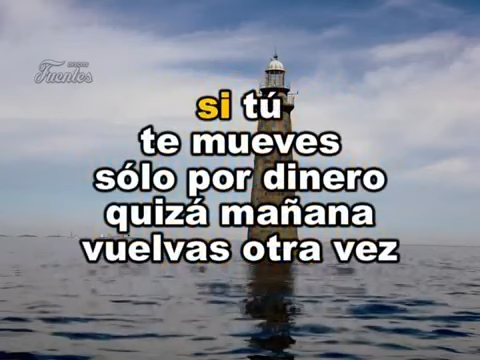 Fuentes
si tú
te mueves
sólo por dinero
quizá mañana
vuelvas otra vez